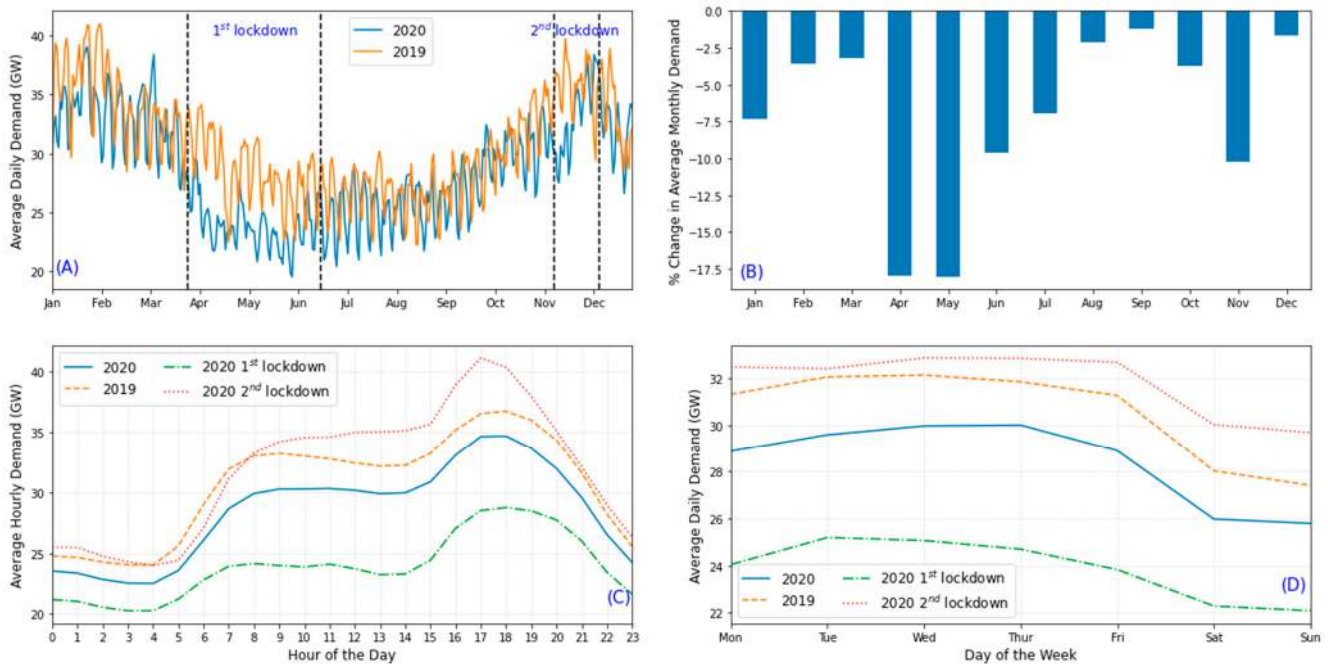 1st lockdown
2020
2019
2nd lockdown
Average Daily Demand (GW)
40
35
30
25
20
(A)
Jan Feb Mar Apr May Jun Jul Aug Sep Oct Nov Dec
% Change in Average Monthly Demand
0.0
−2.5
−5.0
−7.5
−10.0
−12.5
−15.0
−17.5
(B)
Jan Feb Mar Apr May Jun Jul Aug Sep Oct Nov Dec
Average Hourly Demand (GW)
40
35
30
25
20
2020
2019
2020 1st lockdown
2020 2nd lockdown
(C)
0 1 2 3 4 5 6 7 8 9 10 11 12 13 14 15 16 17 18 19 20 21 22 23
Hour of the Day
Average Daily Demand (GW)
32
30
28
26
24
22
2020
2019
2020 1st lockdown
2020 2nd lockdown
(D)
Mon Tue Wed Thur Fri Sat Sun
Day of the Week